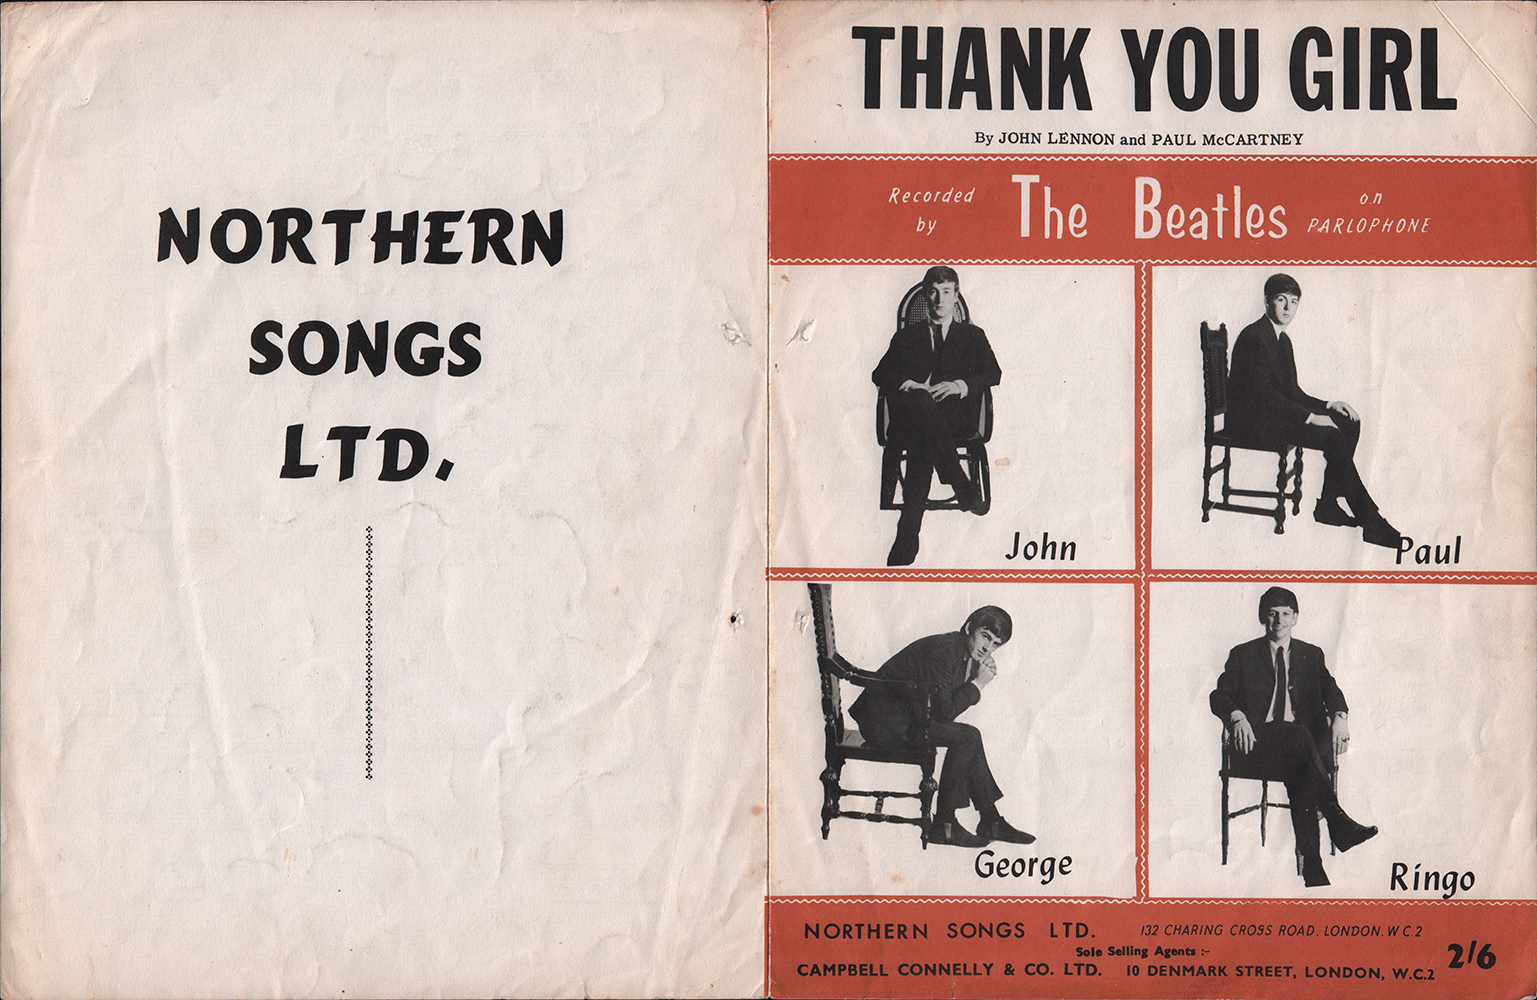 NORTHERN
SONGS
LTD.
THANK YOU GIRL
By JOHN LENNON and PAUL McCARTNEY
Recorded
by
The Beatles
on
PARLOPHONE
John
Paul
George
Ringo
NORTHERN SONGS LTD. 132 CHARING CROSS ROAD. LONDON. W C 2
Sole Selling Agents :-
CAMPBELL CONNELLY & CO. LTD. 10 DENMARK STREET, LONDON, W.C.2
2/6